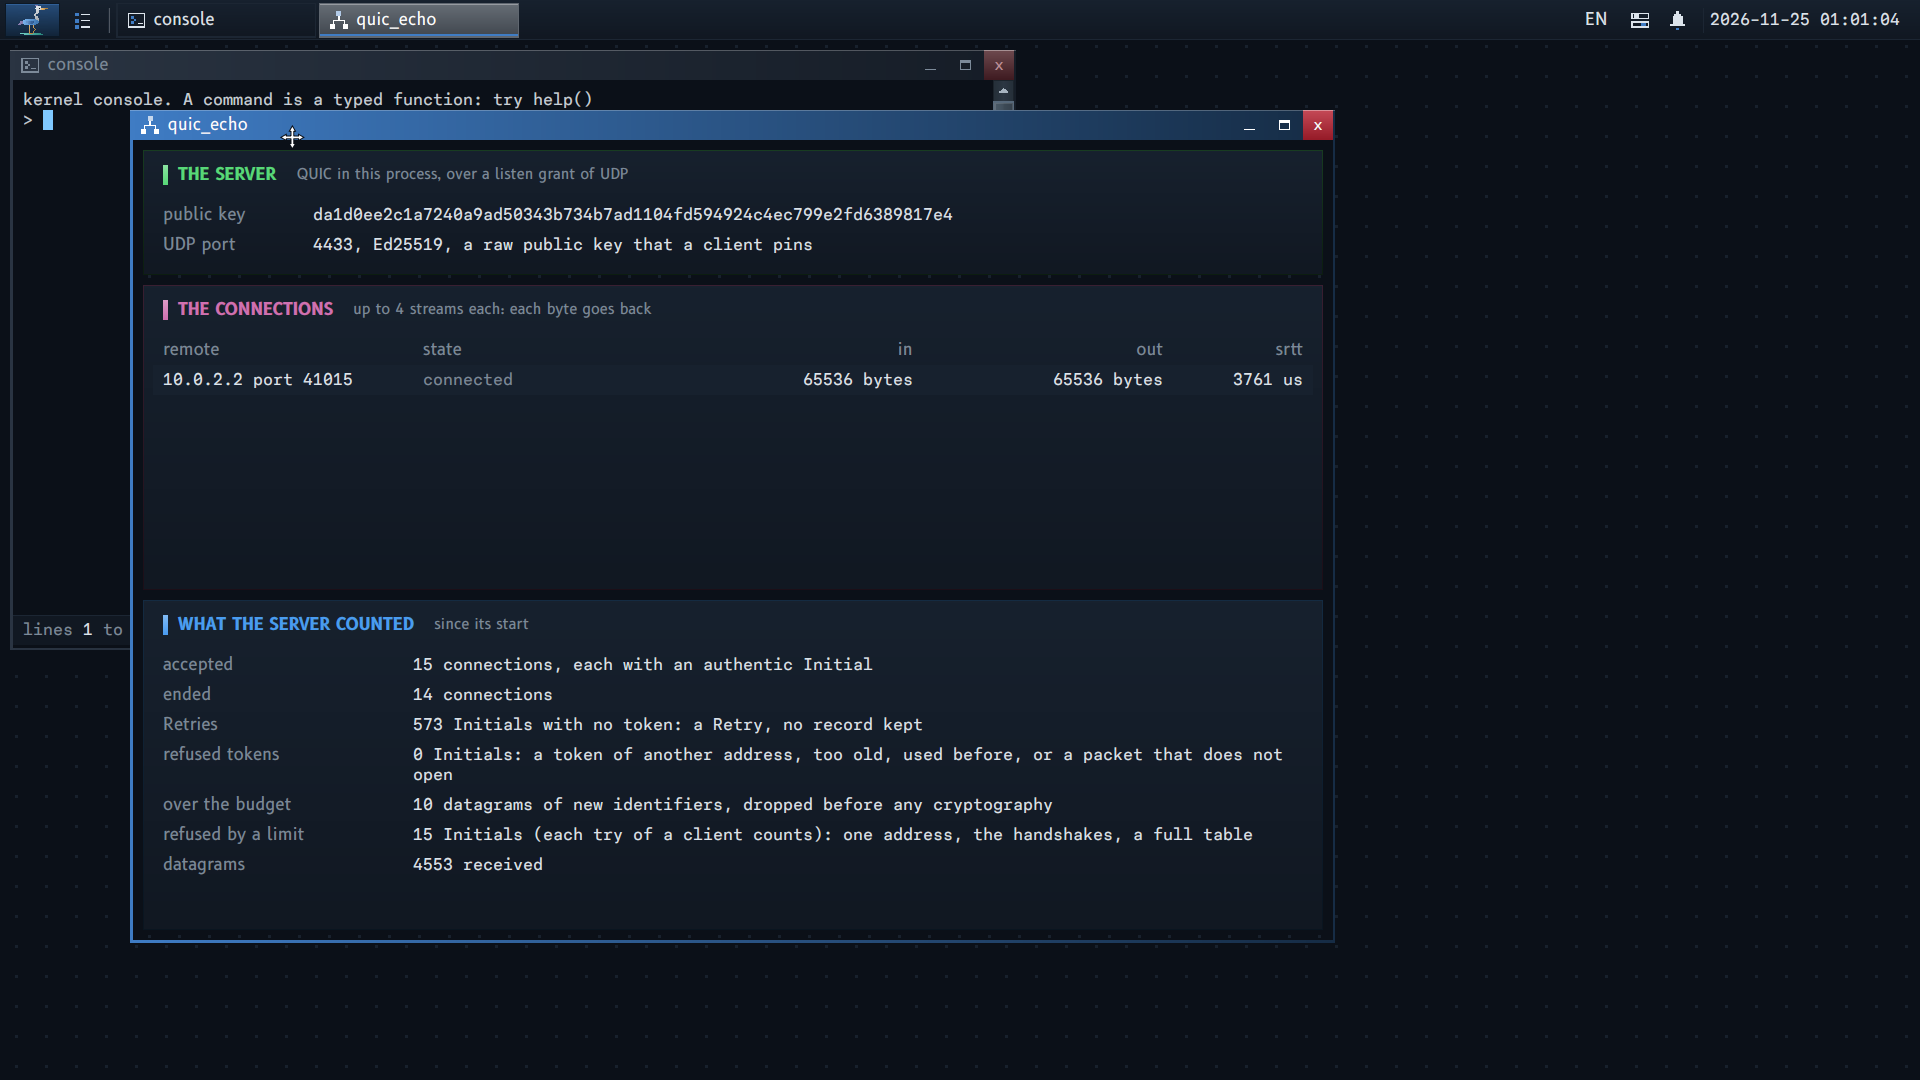 console
quic_echo
EN
2026-11-25 01:01:04
console
x
kernel console. A command is a typed function: try help()
>
quic_echo
x
THE SERVER QUIC in this process, over a listen grant of UDP
public key da1d0ee2c1a7240a9ad50343b734b7ad1104fd594924c4ec799e2fd6389817e4
UDP port 4433, Ed25519, a raw public key that a client pins
THE CONNECTIONS up to 4 streams each: each byte goes back
remote state in out srtt
10.0.2.2 port 41015 connected 65536 bytes 65536 bytes 3761 us
WHAT THE SERVER COUNTED since its start
accepted 15 connections, each with an authentic Initial
ended 14 connections
Retries 573 Initials with no token: a Retry, no record kept
refused tokens 0 Initials: a token of another address, too old, used before, or a packet that does not
open
over the budget 10 datagrams of new identifiers, dropped before any cryptography
refused by a limit 15 Initials (each try of a client counts): one address, the handshakes, a full table
datagrams 4553 received
lines 1 to